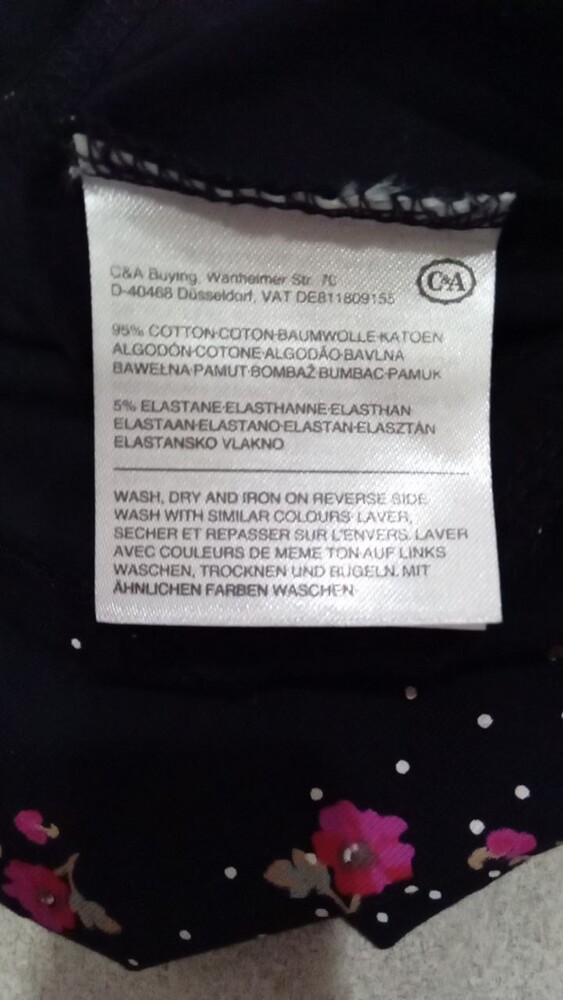 C&A Buying, Wanheimer Str. 70
D-40468 Düsseldorf, VAT DE811809155
C&A
95% COTTON·COTON·BAUMWOLLE·KATOEN
ALGODÓN·COTONE·ALGODÃO·BAVLNA
BAWEŁNA·PAMUT·BOMBAŽ·BUMBAC·PAMUK
5% ELASTANE·ELASTHANNE·ELASTHAN
ELASTAAN·ELASTANO·ELASTAN·ELASZTÁN
ELASTANSKO VLAKNO
WASH, DRY AND IRON ON REVERSE SIDE.
WASH WITH SIMILAR COLOURS· LAVER,
SECHER ET REPASSER SUR L'ENVERS. LAVER
AVEC COULEURS DE MEME TON·AUF LINKS
WASCHEN, TROCKNEN UND BÜGELN. MIT
ÄHNLICHEN FARBEN WASCHEN·